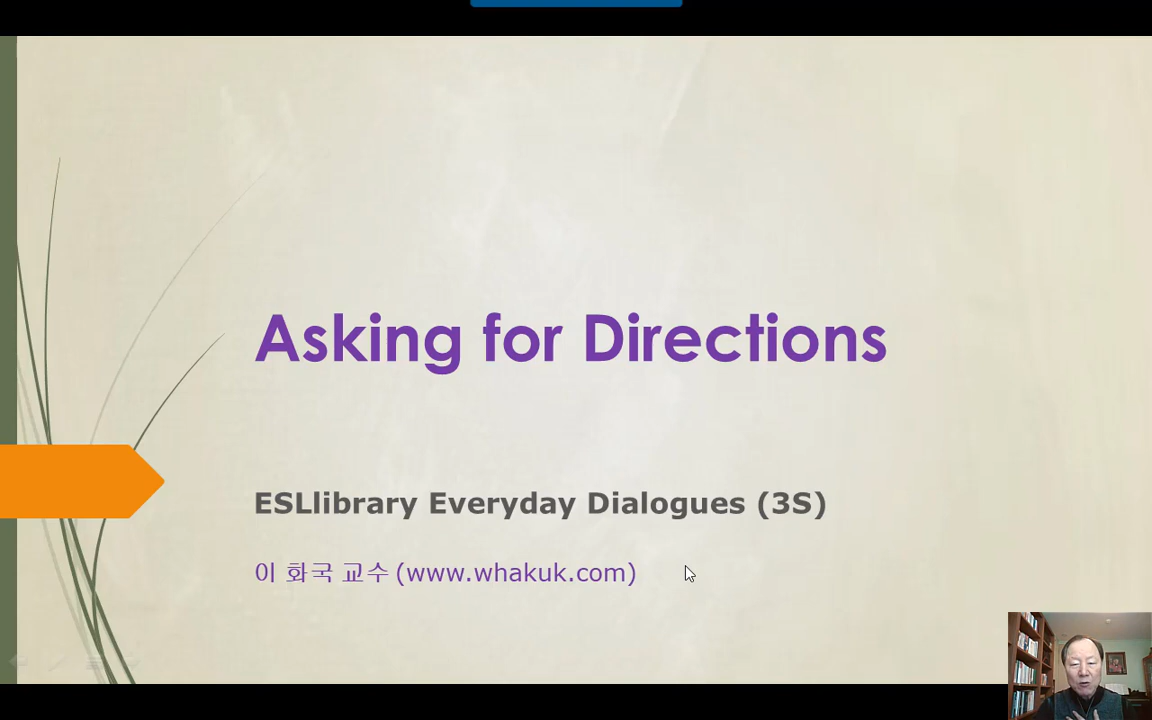 Asking for Directions
ESLlibrary Everyday Dialogues (3S)
이 화국 교수 (www.whakuk.com)